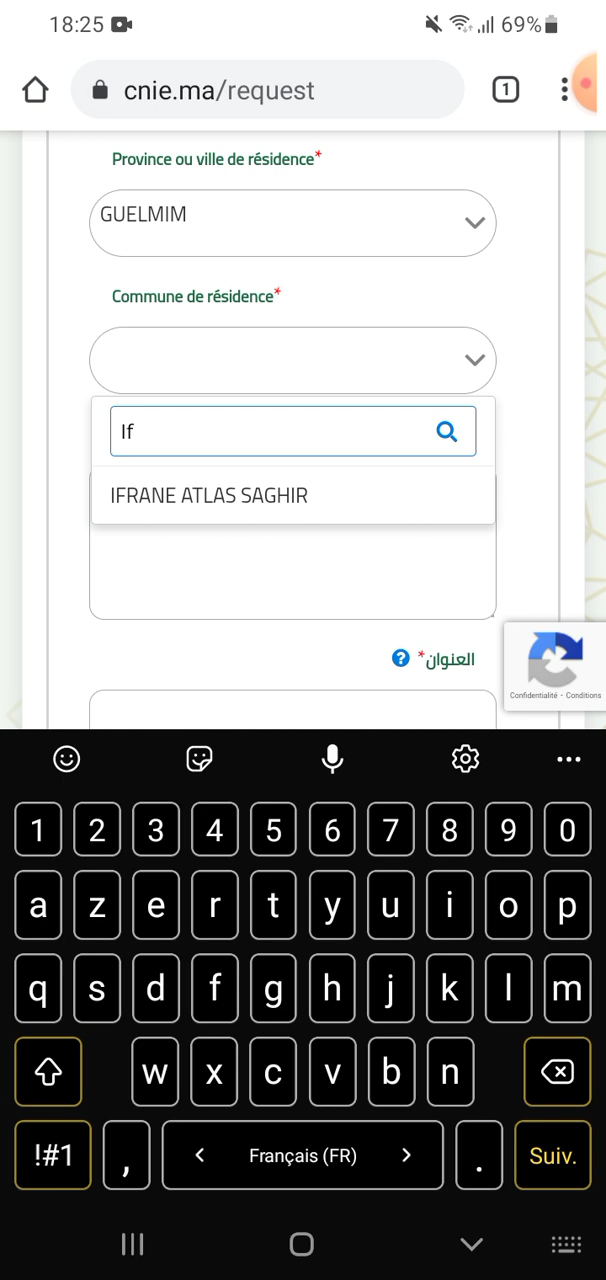 18:25 69%
cnie.ma/request 1
Province ou ville de résidence*
GUELMIM
Commune de résidence*
If
IFRANE ATLAS SAGHIR
العنوان* ?
Confidentialité - Conditions
1 2 3 4 5 6 7 8 9 0
a z e r t y u i o p
q s d f g h j k l m
w x c v b n
!#1 , < Français (FR) > . Suiv.